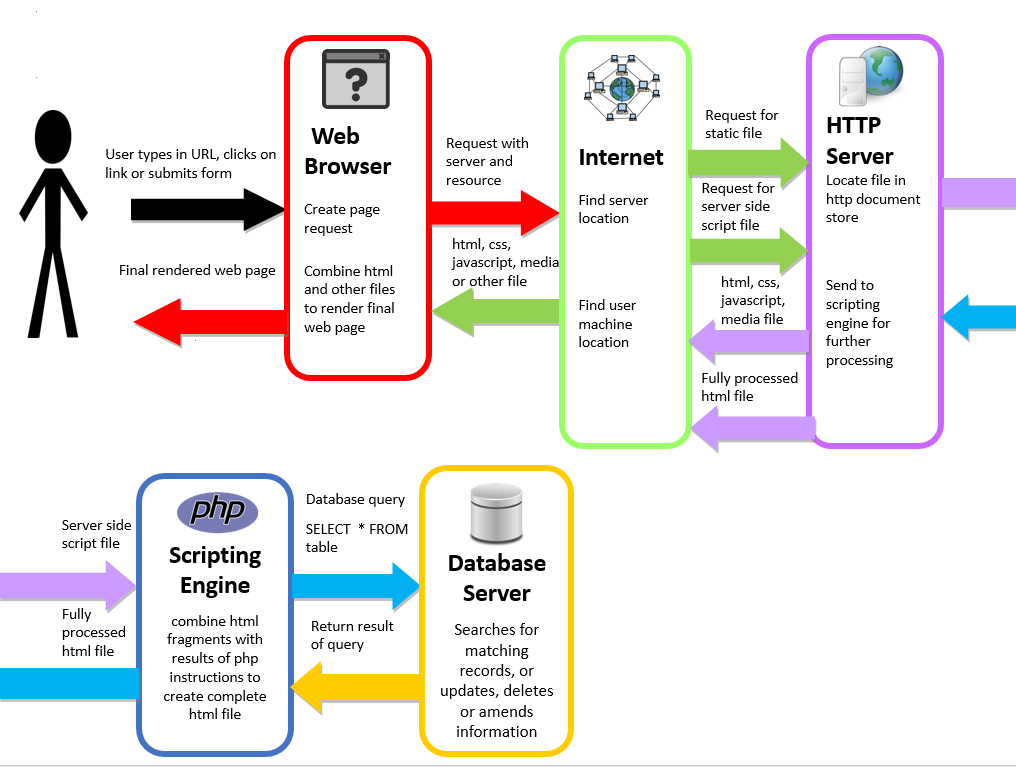 User types in URL, clicks on
link or submits form
Final rendered web page
?
Web
Browser
Create page
request
Combine html
and other files
to render final
web page
Request with
server and
resource
html, css,
javascript, media
or other file
Internet
Find server
location
Find user
machine
location
Request for
static file
Request for
server side
script file
html, css,
javascript,
media file
Fully processed
html file
HTTP
Server
Locate file in
http document
store
Send to
scripting
engine for
further
processing
Server side
script file
Fully
processed
html file
php
Scripting
Engine
combine html
fragments with
results of php
instructions to
create complete
html file
Database query
SELECT * FROM
table
Return result
of query
Database
Server
Searches for
matching
records, or
updates, deletes
or amends
information